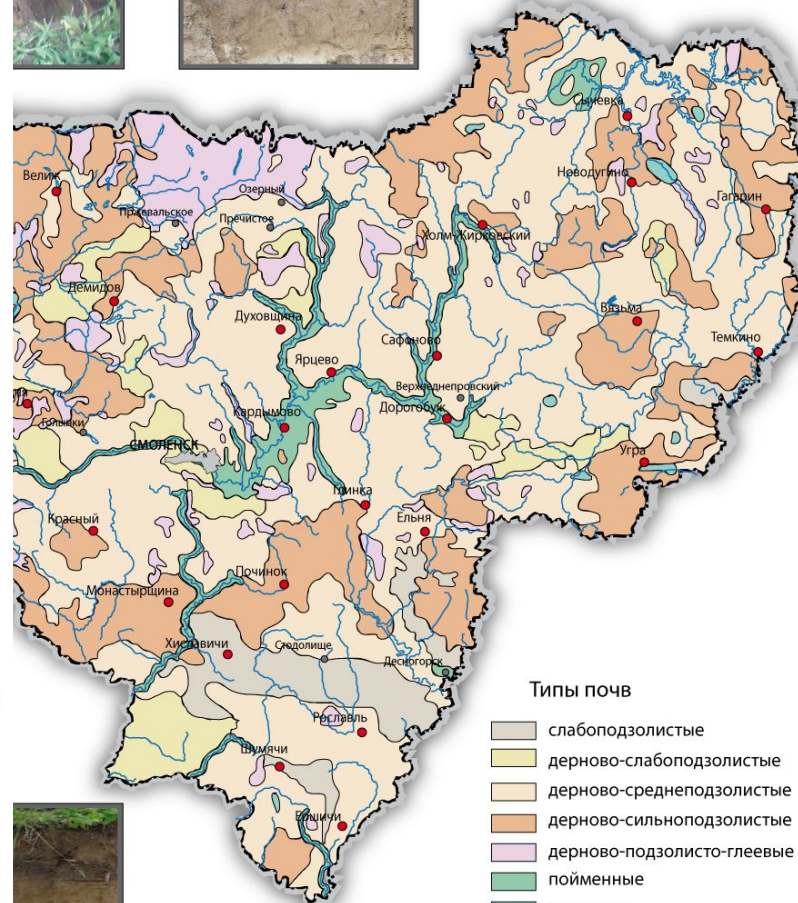 Сычевка
Велиж
Новодугино
Озерный
Гагарин
Пржевальское
Пречистое
Холм-Жирковский
Демидов
Вязьма
Духовщина
Сафоново
Темкино
Ярцево
Верхнеднепровский
Дорогобуж
Кардымово
Голынки
СМОЛЕНСК
Угра
Глинка
Ельня
Красный
Починок
Монастырщина
Хиславичи
Стодолище
Десногорск
Рославль
Шумячи
Ершичи
Типы почв
слабоподзолистые
дерново-слабоподзолистые
дерново-среднеподзолистые
дерново-сильноподзолистые
дерново-подзолисто-глеевые
пойменные